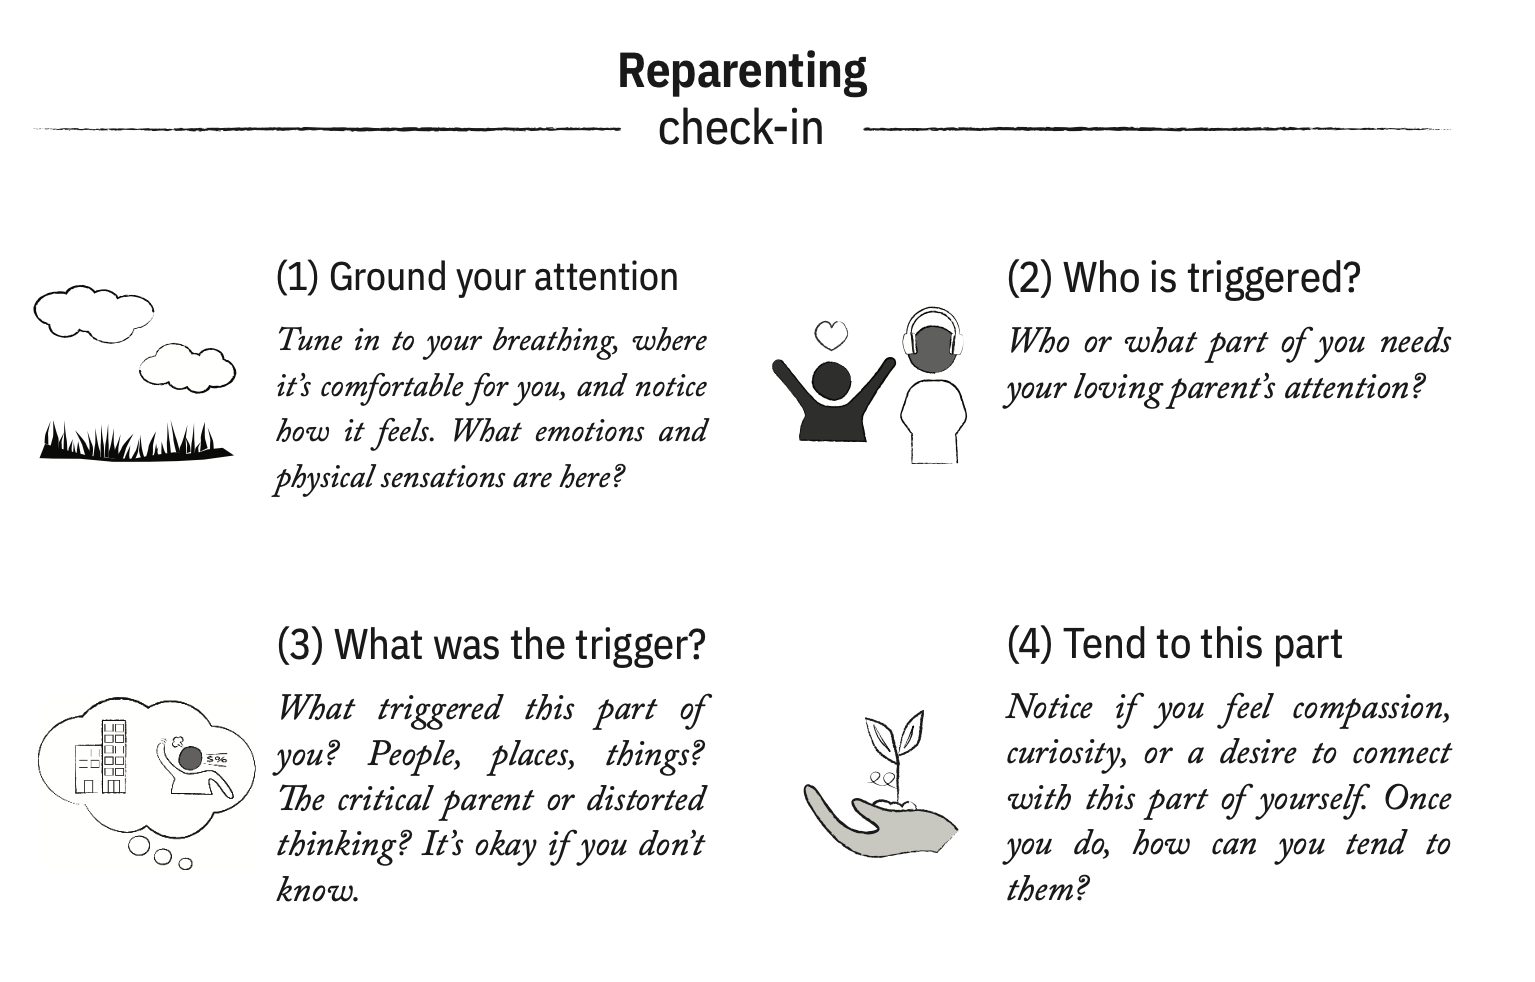 Reparenting
check-in
(1) Ground your attention
Tune in to your breathing, where
it’s comfortable for you, and notice
how it feels. What emotions and
physical sensations are here?
(2) Who is triggered?
Who or what part of you needs
your loving parent’s attention?
(3) What was the trigger?
What triggered this part of
you? People, places, things?
The critical parent or distorted
thinking? It’s okay if you don’t
know.
$96
(4) Tend to this part
Notice if you feel compassion,
curiosity, or a desire to connect
with this part of yourself. Once
you do, how can you tend to
them?